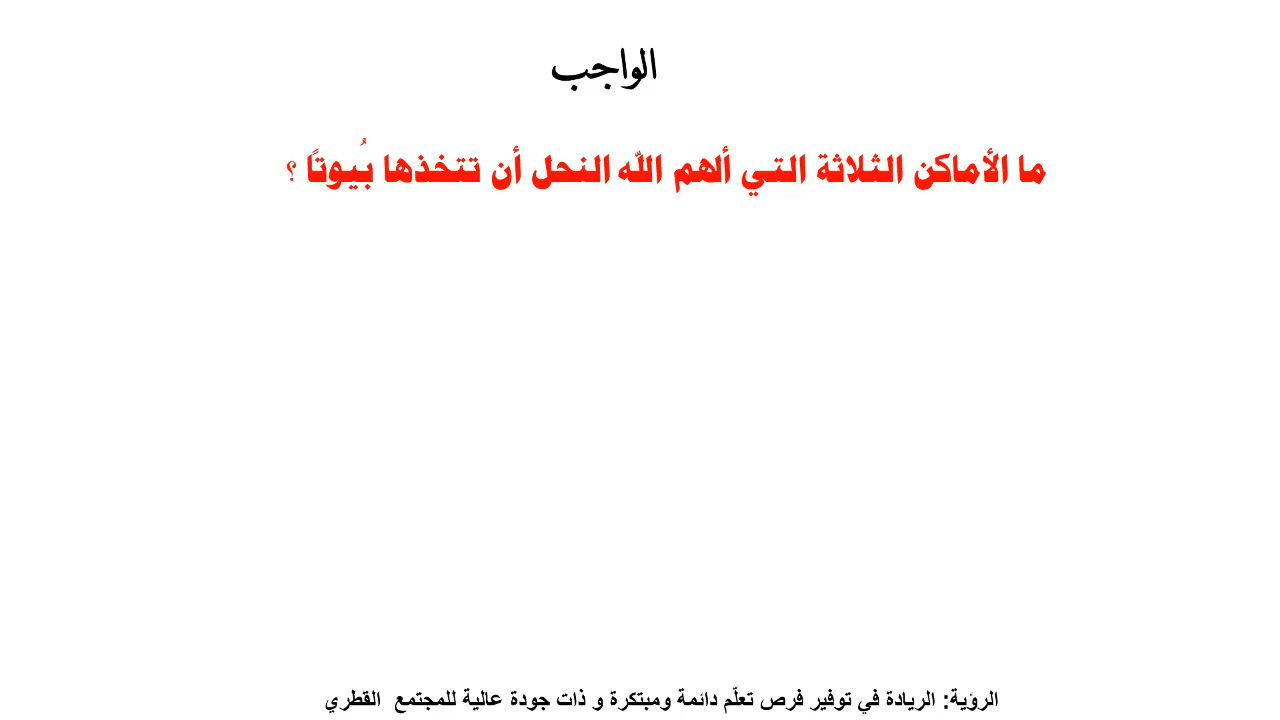 الواجب
ما الأماكن الثلاثة التي ألهم الله النحل أن تتخذها بُيوتًا ؟
الرؤية: الريادة في توفير فرص تعلّم دائمة ومبتكرة و ذات جودة عالية للمجتمع القطري